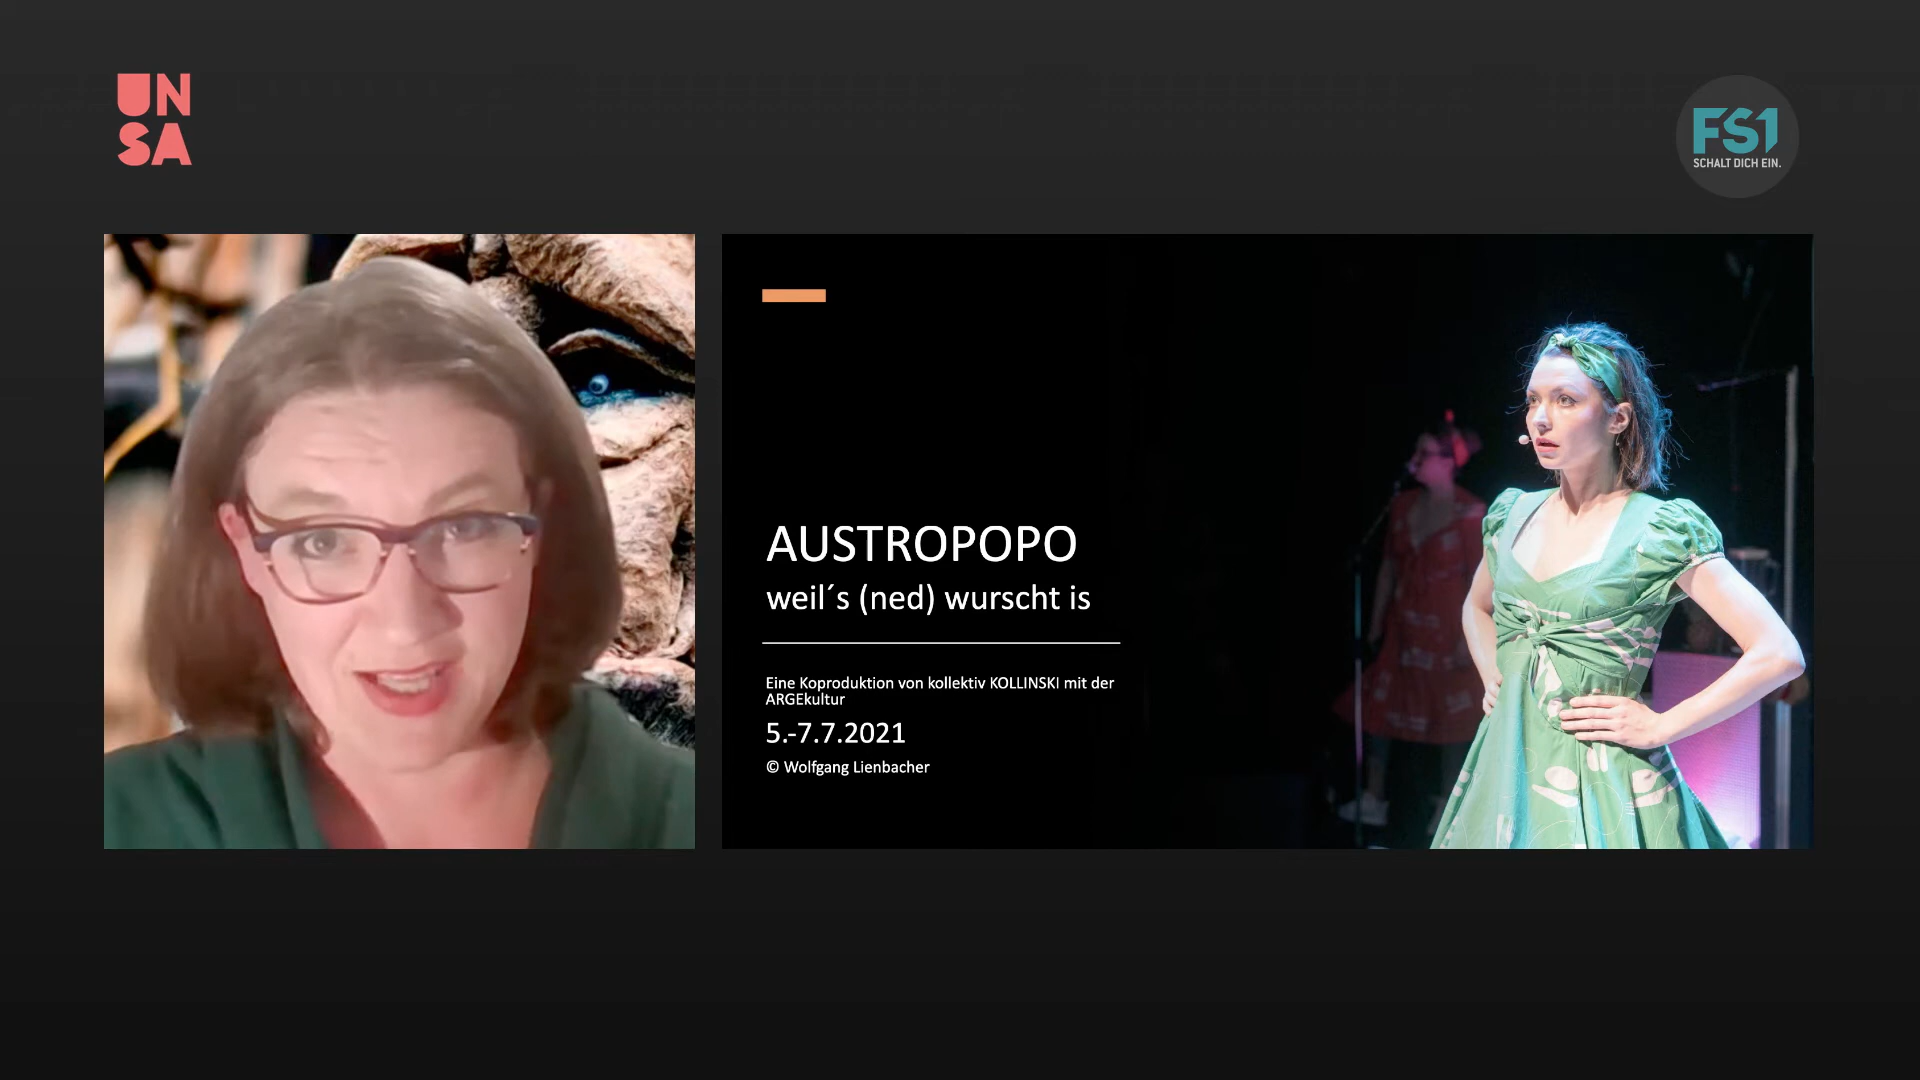 UN
SA
FS1
SCHALT DICH EIN.
AUSTROPOPO
weil´s (ned) wurscht is
Eine Koproduktion von kollektiv KOLLINSKI mit der
ARGEkultur
5.-7.7.2021
© Wolfgang Lienbacher